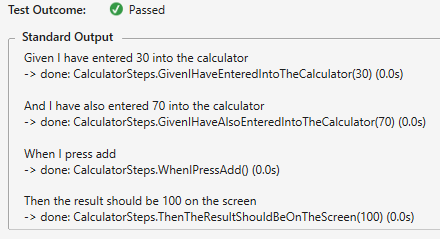 Test Outcome: Passed
Standard Output
Given I have entered 30 into the calculator
-> done: CalculatorSteps.GivenIHaveEnteredIntoTheCalculator(30) (0.0s)
And I have also entered 70 into the calculator
-> done: CalculatorSteps.GivenIHaveAlsoEnteredIntoTheCalculator(70) (0.0s)
When I press add
-> done: CalculatorSteps.WhenIPressAdd() (0.0s)
Then the result should be 100 on the screen
-> done: CalculatorSteps.ThenTheResultShouldBeOnTheScreen(100) (0.0s)